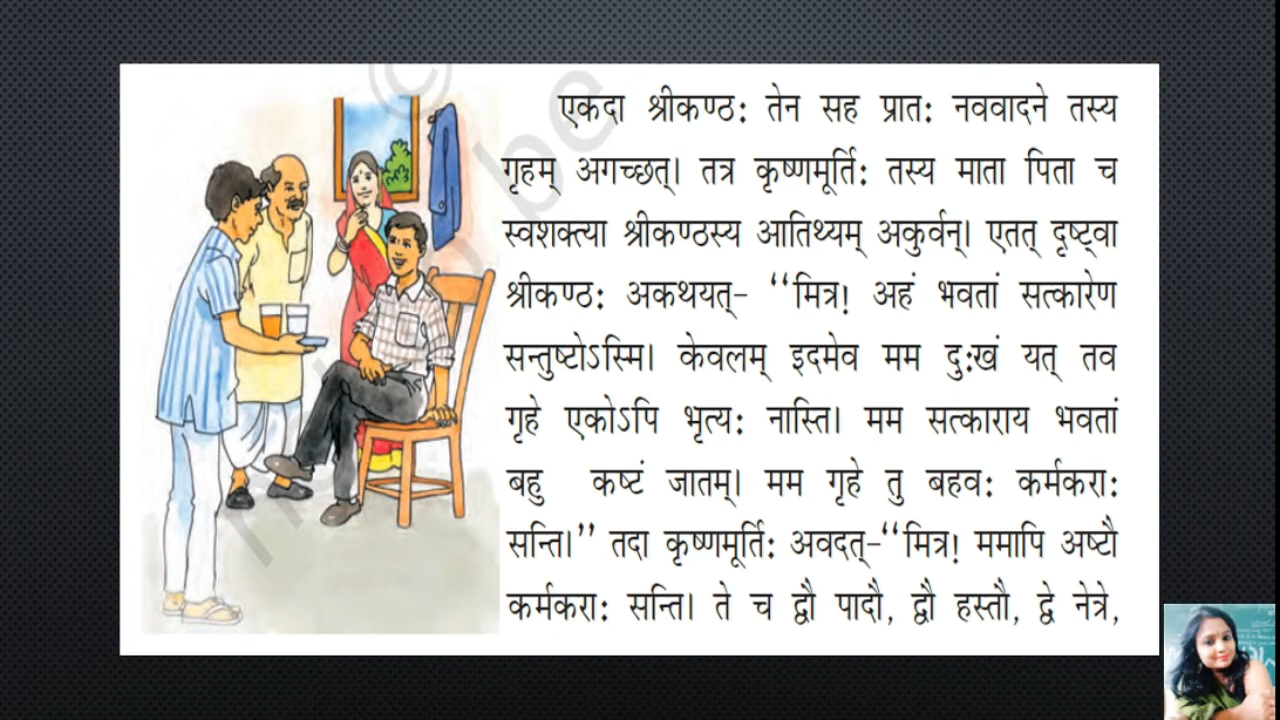 एकदा श्रीकण्ठः तेन सह प्रातः नववादने तस्य
गृहम् अगच्छत्। तत्र कृष्णमूर्तिः तस्य माता पिता च
स्वशक्त्या श्रीकण्ठस्य आतिथ्यम् अकुर्वन्। एतत् दृष्ट्वा
श्रीकण्ठः अकथयत्- “मित्र! अहं भवतां सत्कारेण
सन्तुष्टोऽस्मि। केवलम् इदमेव मम दुःखं यत् तव
गृहे एकोऽपि भृत्यः नास्ति। मम सत्काराय भवतां
बहु कष्टं जातम्। मम गृहे तु बहवः कर्मकराः
सन्ति।” तदा कृष्णमूर्तिः अवदत्-“मित्र! ममापि अष्टौ
कर्मकराः सन्ति। ते च द्वौ पादौ, द्वौ हस्तौ, द्वे नेत्रे,